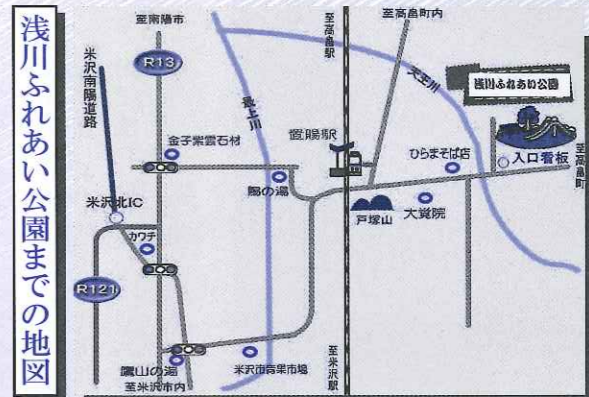 浅川ふれあい公園までの地図
至南陽市
至高畠駅
至高畠町内
R13
米沢南陽道路
最上川
天王川
浅川ふれあい公園
金子紫雲石材
置賜駅
ひらまそば店
入口看板
至高畠町
賜の湯
米沢北IC
戸塚山
大覚院
カワチ
R121
鷹山の湯
米沢市青果市場
至米沢市内
至米沢駅